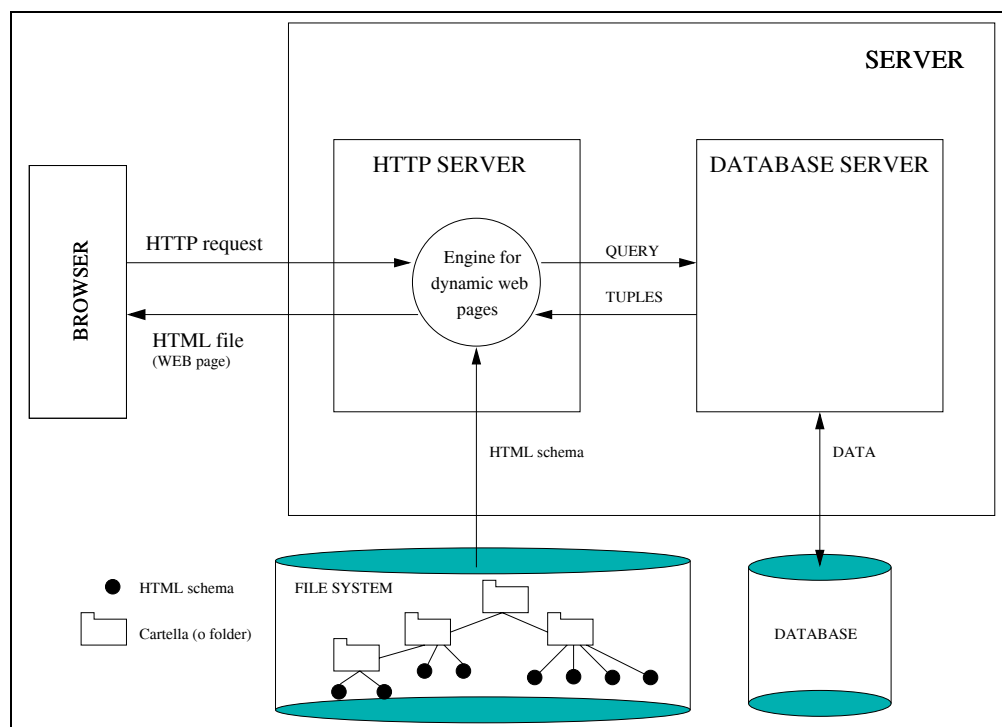 SERVER
HTTP SERVER
DATABASE SERVER
BROWSER
HTTP request
HTML file
(WEB page)
Engine for
dynamic web
pages
QUERY
TUPLES
HTML schema
DATA
HTML schema
Cartella (o folder)
FILE SYSTEM
DATABASE